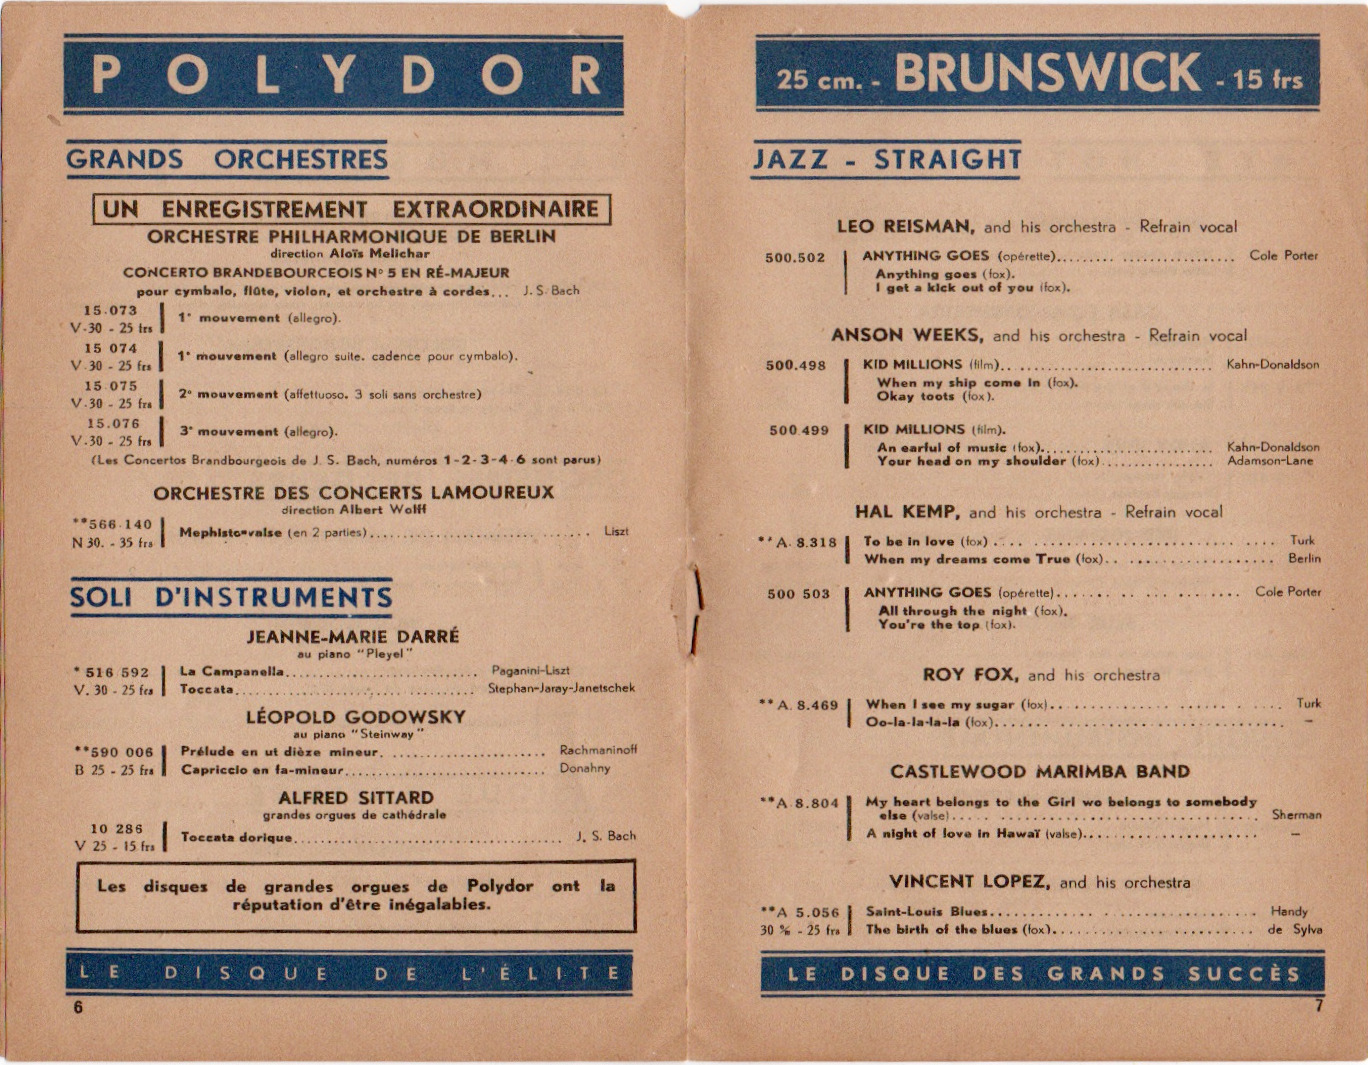 POLYDOR
GRANDS ORCHESTRES
UN ENREGISTREMENT EXTRAORDINAIRE
ORCHESTRE PHILHARMONIQUE DE BERLIN
direction Aloïs Melichar
CONCERTO BRANDEBOURCEOIS N° 5 EN RÉ-MAJEUR
pour cymbalo, flûte, violon, et orchestre à cordes... J. S. Bach
15.073
V.30 - 25 frs
1e mouvement (allegro).
15 074
V.30 - 25 frs
1e mouvement (allegro suite. cadence pour cymbalo).
15 075
V.30 - 25 frs
2e mouvement (affettuoso. 3 soli sans orchestre)
15.076
V.30 - 25 frs
3e mouvement (allegro).
(Les Concertos Brandbourgeois de J. S. Bach, numéros 1-2-3-4-6 sont parus)
ORCHESTRE DES CONCERTS LAMOUREUX
direction Albert Wolff
**566.140
N 30. - 35 frs
Mephisto-valse (en 2 parties)........ Liszt
SOLI D'INSTRUMENTS
JEANNE-MARIE DARRÉ
au piano "Pleyel"
* 516 592 La Campanella........ Paganini-Liszt
V. 30 - 25 frs Toccata........ Stephan-Jaray-Janetschek
LÉOPOLD GODOWSKY
au piano "Steinway"
**590 006 Prélude en ut dièze mineur........ Rachmaninoff
B 25 - 25 frs Capriccio en fa-mineur........ Donahny
ALFRED SITTARD
grandes orgues de cathédrale
10 286
V 25 - 15 frs
Toccata dorique........ J. S. Bach
Les disques de grandes orgues de Polydor ont la
réputation d'être inégalables.
LE DISQUE DE L'ÉLITE
6
25 cm. - BRUNSWICK - 15 frs
JAZZ - STRAIGHT
LEO REISMAN, and his orchestra - Refrain vocal
500.502 ANYTHING GOES (opérette)........ Cole Porter
Anything goes (fox).
I get a kick out of you (fox).
ANSON WEEKS, and his orchestra - Refrain vocal
500.498 KID MILLIONS (film)........ Kahn-Donaldson
When my ship come in (fox).
Okay toots (fox).
500.499 KID MILLIONS (film).
An earful of music (fox)........ Kahn-Donaldson
Your head on my shoulder (fox)........ Adamson-Lane
HAL KEMP, and his orchestra - Refrain vocal
**A. 8.318 To be in love (fox)........ Turk
When my dreams come True (fox)........ Berlin
500 503 ANYTHING GOES (opérette)........ Cole Porter
All through the night (fox).
You're the top (fox).
ROY FOX, and his orchestra
**A. 8.469 When I see my sugar (fox)........ Turk
Oo-la-la-la-la (fox)........ –
CASTLEWOOD MARIMBA BAND
**A 8.804 My heart belongs to the Girl wo belongs to somebody
else (valse)........ Sherman
A night of love in Hawaï (valse)........ –
VINCENT LOPEZ, and his orchestra
**A 5.056 Saint-Louis Blues........ Handy
30 % - 25 frs The birth of the blues (fox)........ de Sylva
LE DISQUE DES GRANDS SUCCÈS
7